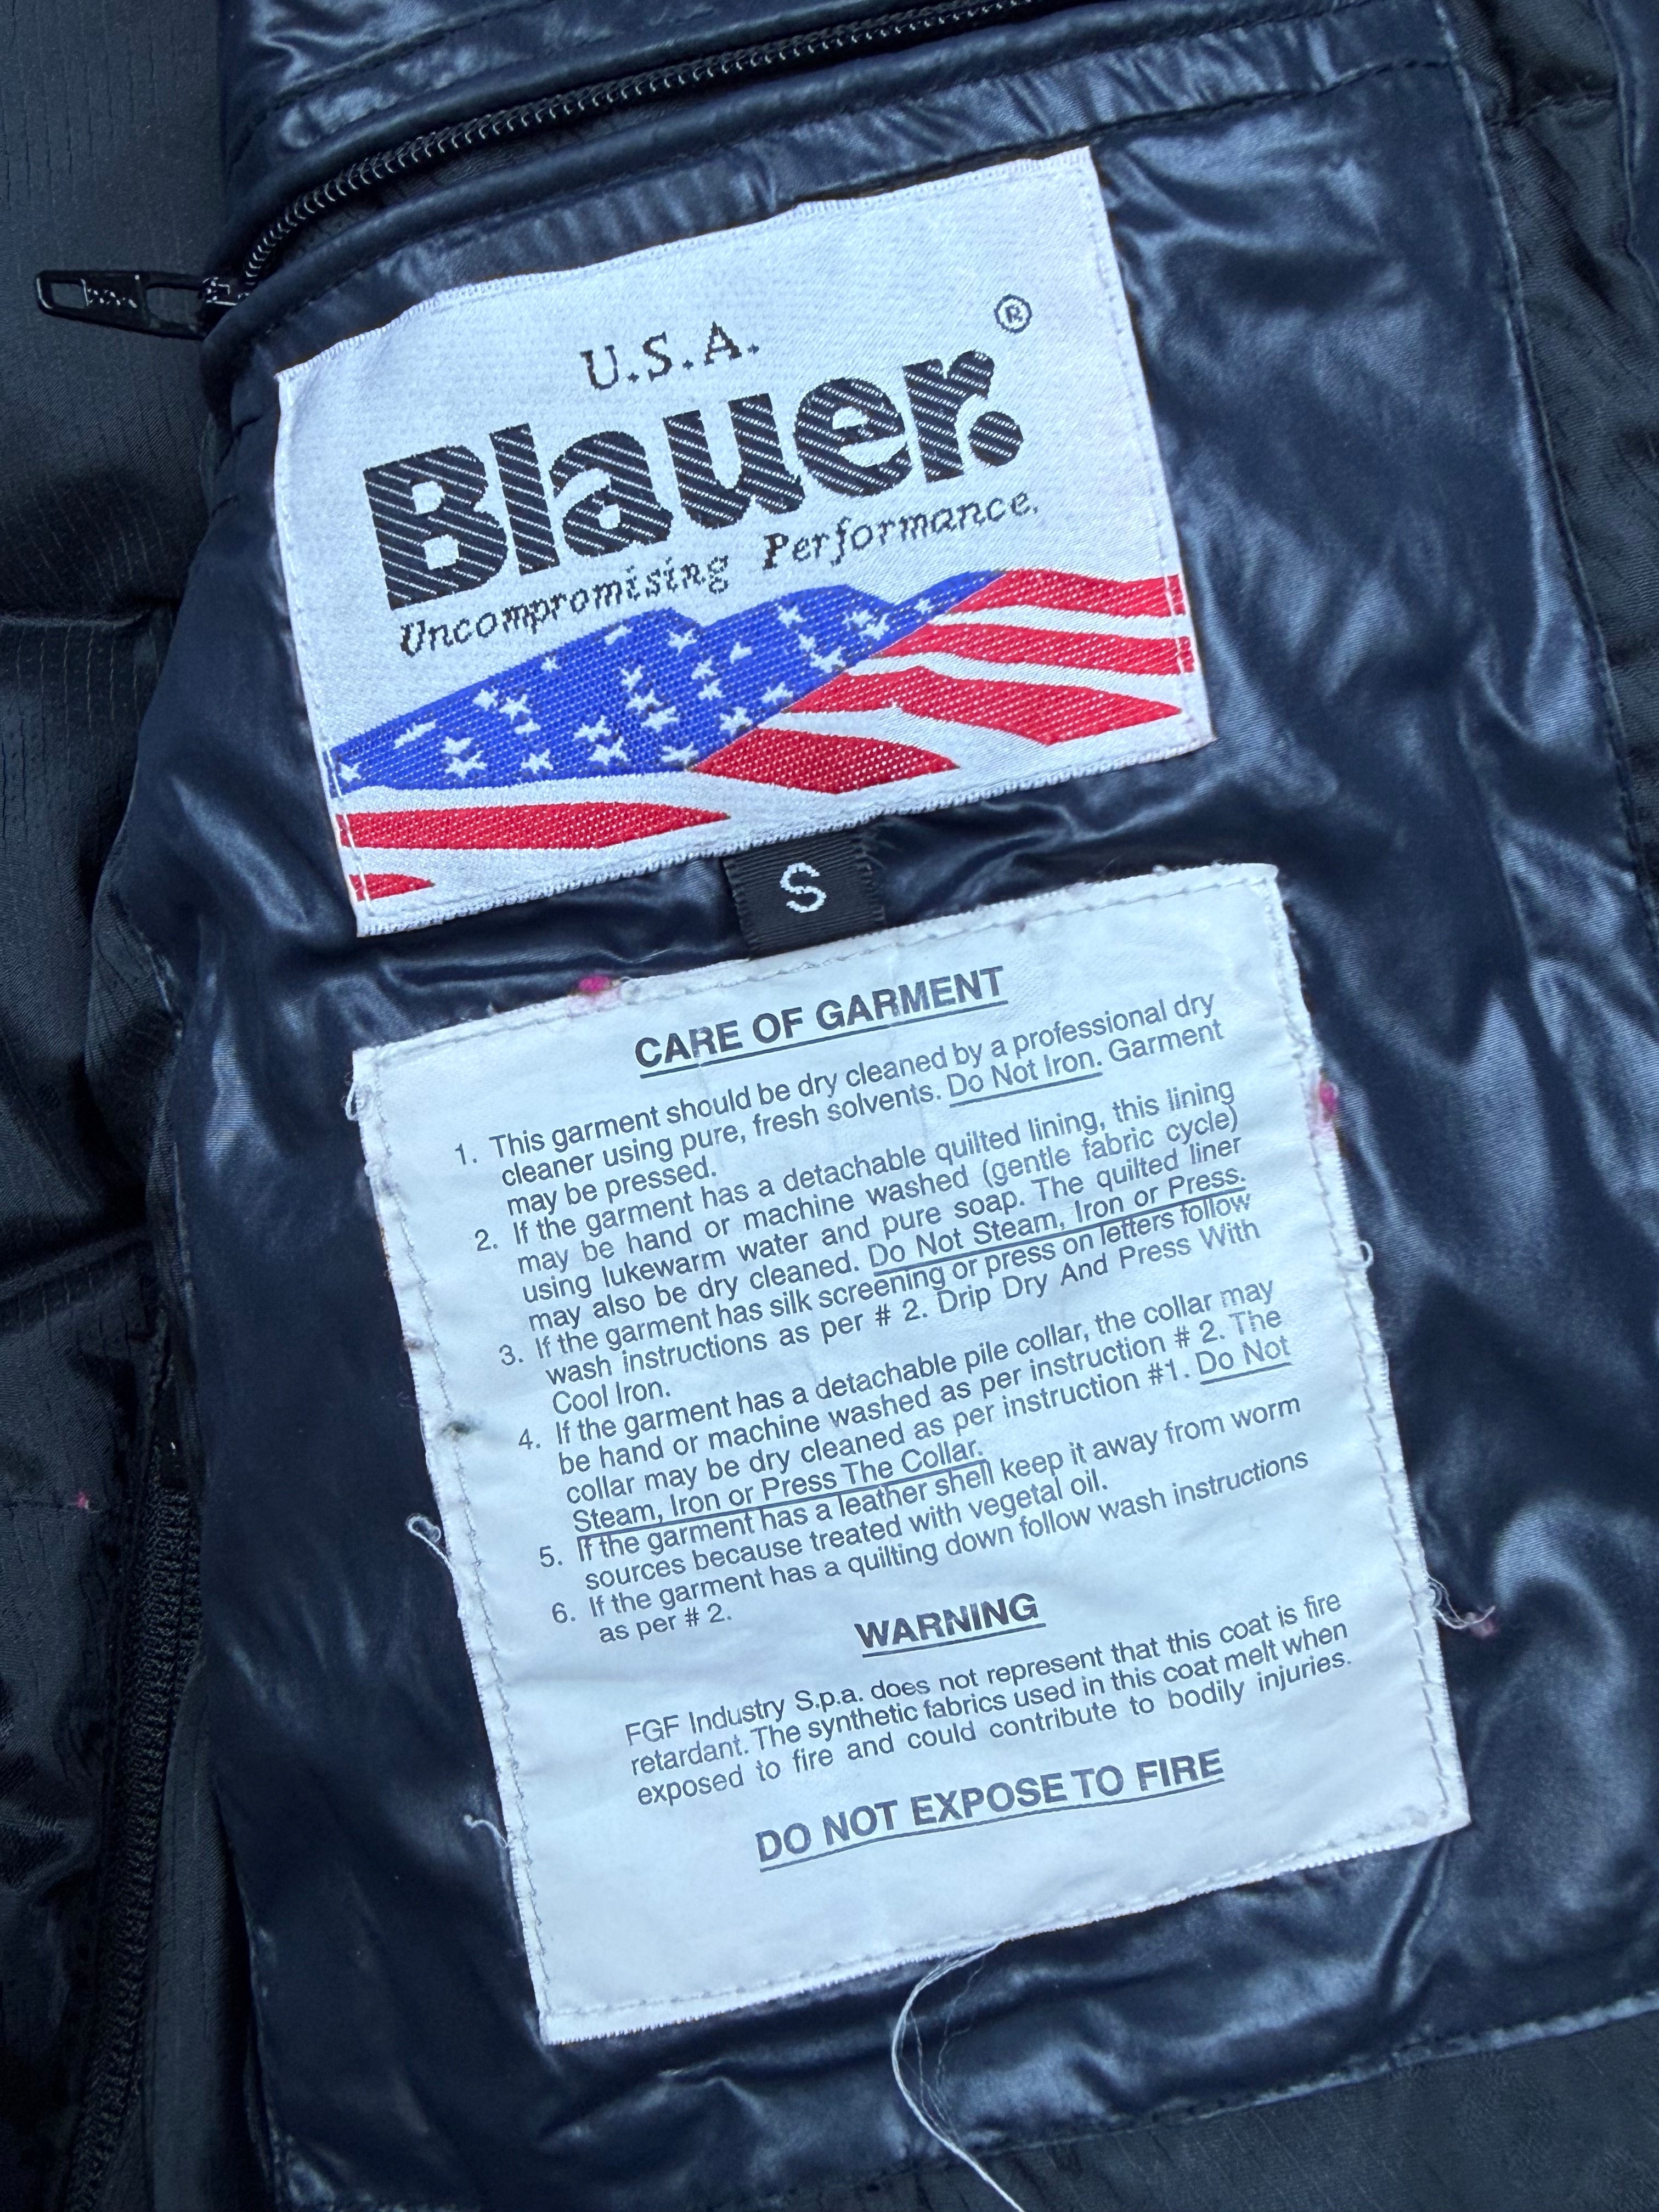 U.S.A.
®
Blauer.
Uncompromising Performance.
S
CARE OF GARMENT
1. This garment should be dry cleaned by a professional dry
cleaner using pure, fresh solvents. Do Not Iron. Garment
may be pressed.
2. If the garment has a detachable quilted lining, this lining
may be hand or machine washed (gentle fabric cycle)
using lukewarm water and pure soap. The quilted liner
may also be dry cleaned. Do Not Steam, Iron or Press.
3. If the garment has silk screening or press on letters follow
wash instructions as per # 2. Drip Dry And Press With
Cool Iron.
4. If the garment has a detachable pile collar, the collar may
be hand or machine washed as per instruction # 2. The
collar may be dry cleaned as per instruction #1. Do Not
Steam, Iron or Press The Collar.
5. If the garment has a leather shell keep it away from worm
sources because treated with vegetal oil.
6. If the garment has a quilting down follow wash instructions
as per # 2.
WARNING
FGF Industry S.p.a. does not represent that this coat is fire
retardant. The synthetic fabrics used in this coat melt when
exposed to fire and could contribute to bodily injuries.
DO NOT EXPOSE TO FIRE